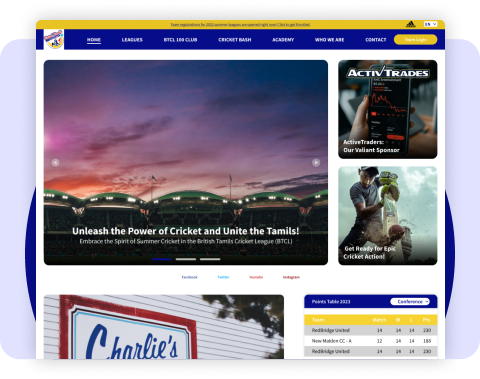 Team registrations for 2023 summer leagues are opened right now! Click to get Enrolled.
EN
HOME
LEAGUES
BTCL 100 CLUB
CRICKET BASH
ACADEMY
WHO WE ARE
CONTACT
Team Login
Unleash the Power of Cricket and Unite the Tamils!
Embrace the Spirit of Summer Cricket in the British Tamils Cricket League (BTCL)
ACTIVTRADES
ActiveTraders:
Our Valiant Sponsor
Get Ready for Epic
Cricket Action!
Facebook
Twitter
Youtube
Instagram
Charlie's
Points Table 2023
Conference
Team Match W L Pts
RedBridge United 14 14 14 230
New Malden CC - A 12 14 14 188
RedBridge United 14 14 14 230